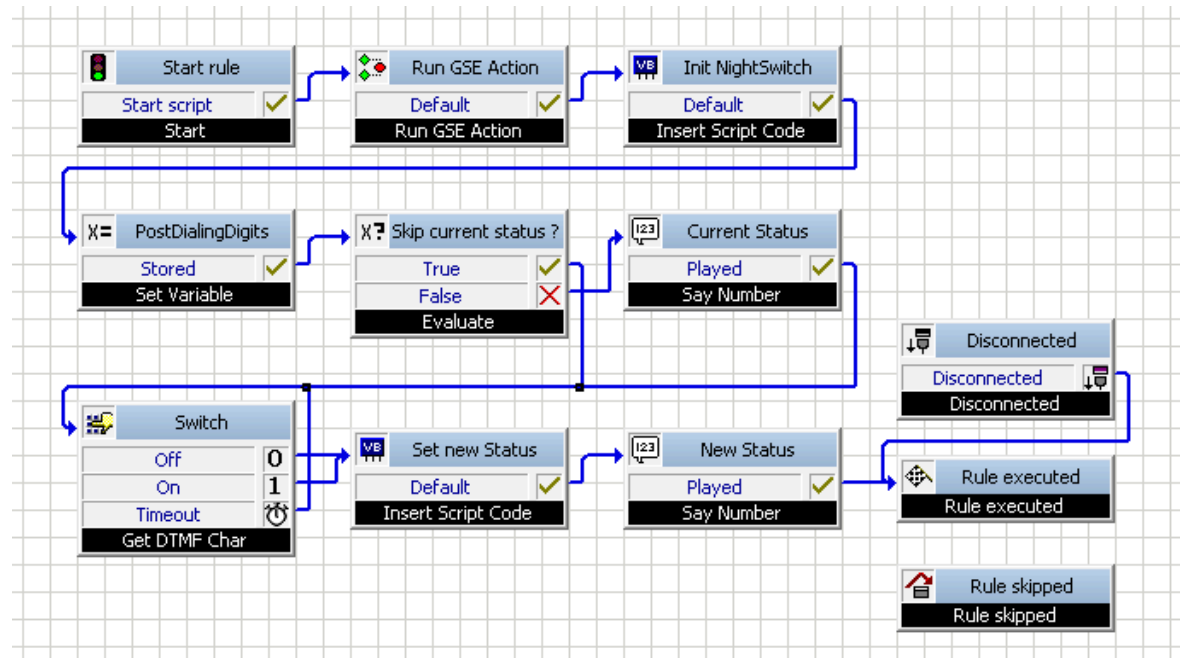 Start rule
Start script
Start
Run GSE Action
Default
Run GSE Action
VB
Init NightSwitch
Default
Insert Script Code
X=
PostDialingDigits
Stored
Set Variable
X?
Skip current status ?
True
False
Evaluate
123
Current Status
Played
Say Number
Disconnected
Disconnected
Disconnected
Switch
Off 0
On 1
Timeout
Get DTMF Char
VB
Set new Status
Default
Insert Script Code
123
New Status
Played
Say Number
Rule executed
Rule executed
Rule skipped
Rule skipped